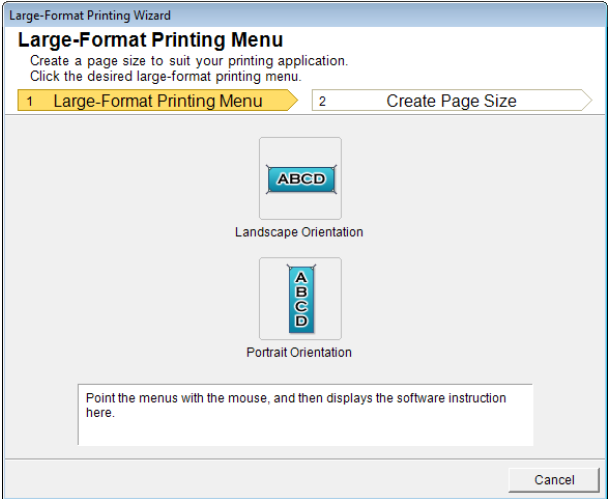 Large-Format Printing Wizard
Large-Format Printing Menu
Create a page size to suit your printing application.
Click the desired large-format printing menu.
1 Large-Format Printing Menu
2 Create Page Size
ABCD
Landscape Orientation
A
B
C
D
Portrait Orientation
Point the menus with the mouse, and then displays the software instruction
here.
Cancel